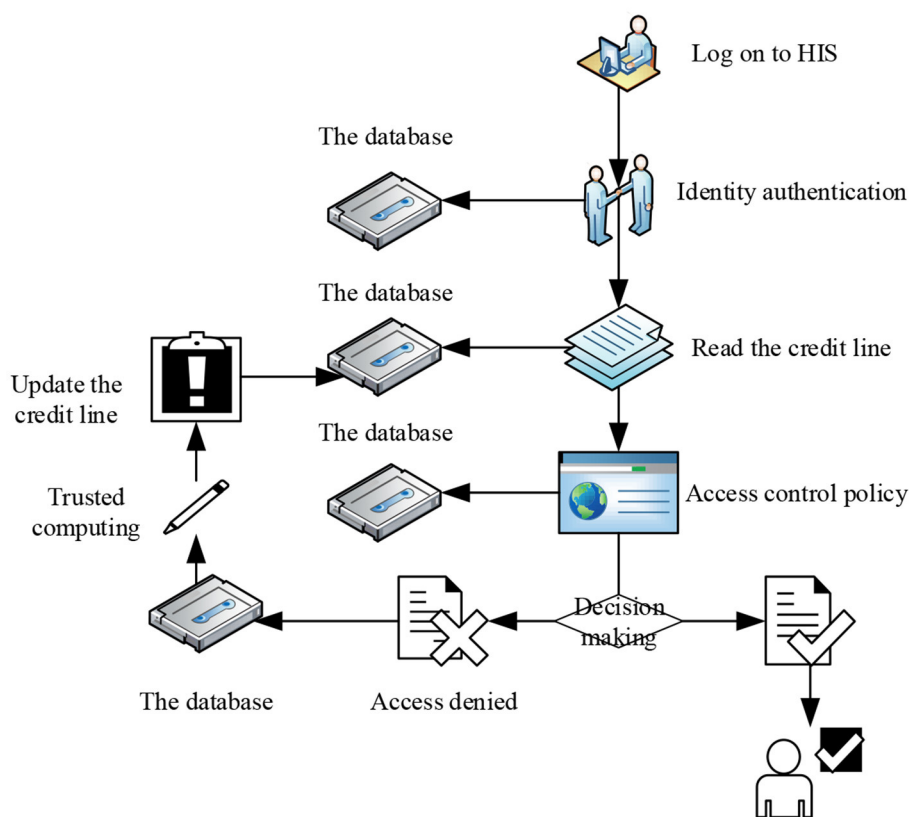 Log on to HIS
The database
Identity authentication
The database
Read the credit line
Update the
credit line
The database
Access control policy
Trusted
computing
Decision
making
The database
Access denied